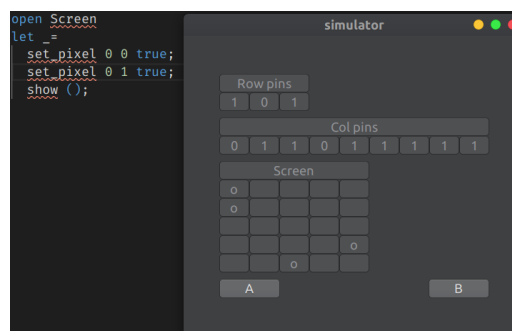 open Screen
let _=
set_pixel 0 0 true;
set_pixel 0 1 true;
show ();
simulator
Row pins
1 0 1
Col pins
0 1 1 0 1 1 1 1 1
Screen
o
o
o
o
A B